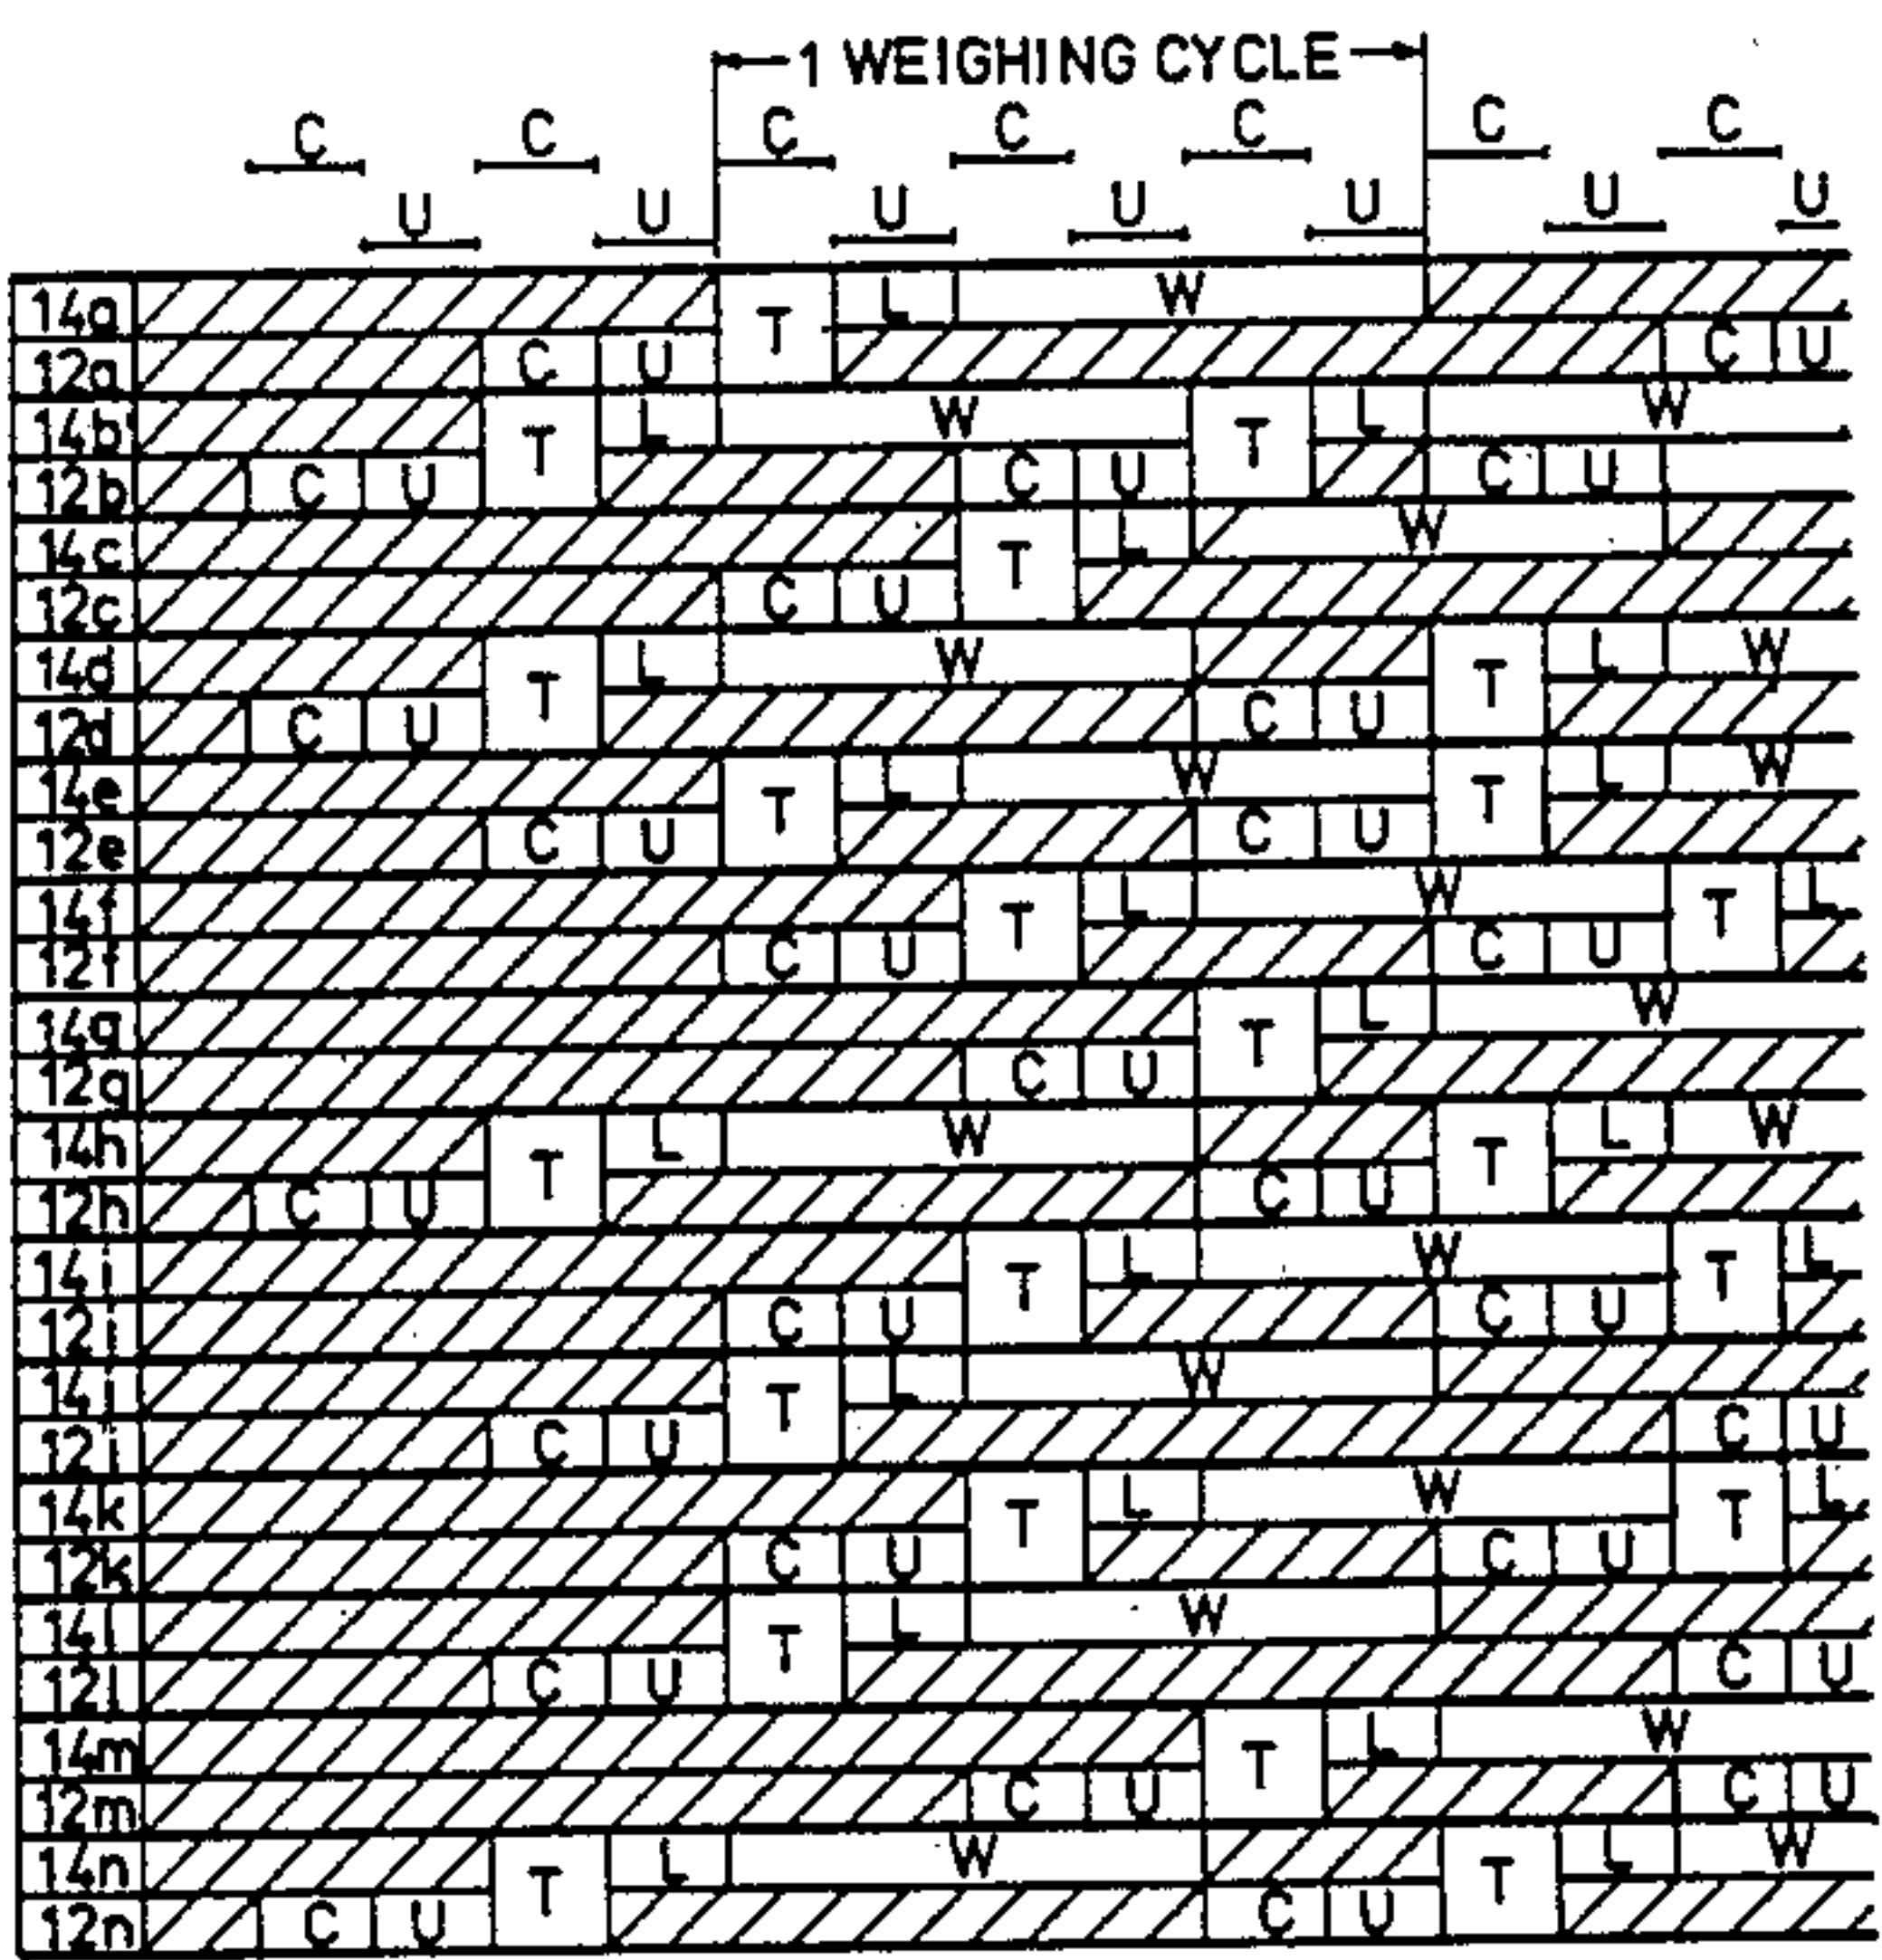 1 WEIGHING CYCLE
C C C C C C C
U U U U U U U
14a T L W
12a C U C U
14b' T L W T L W
12b C U C U C U
14c T L W
12c C U
14d T L W T L W
12d C U C U
14e T L W T L W
12e C U C U
14f T L W T L
12f C U C U
14g T L W
12g C U
14h T L W T L W
12h C U C U
14i T L W T L
12i C U C U
14j T L W
12j C U C U
14k T L W T L
12k C U C U
14l T L W
12l C U C U
14m T L W
12m C U C U
14n T L W T L W
12n C U C U